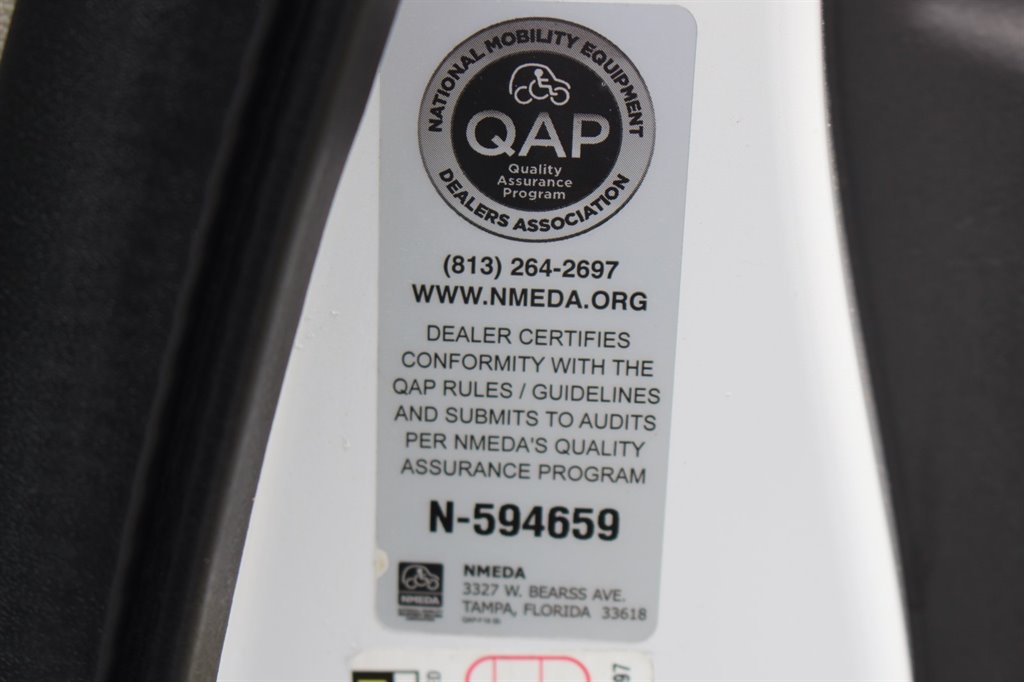 NATIONAL MOBILITY EQUIPMENT
QAP
Quality
Assurance
Program
DEALERS ASSOCIATION
(813) 264-2697
WWW.NMEDA.ORG
DEALER CERTIFIES
CONFORMITY WITH THE
QAP RULES / GUIDELINES
AND SUBMITS TO AUDITS
PER NMEDA'S QUALITY
ASSURANCE PROGRAM
N-594659
NMEDA
NMEDA
3327 W. BEARSS AVE.
TAMPA, FLORIDA 33618
97